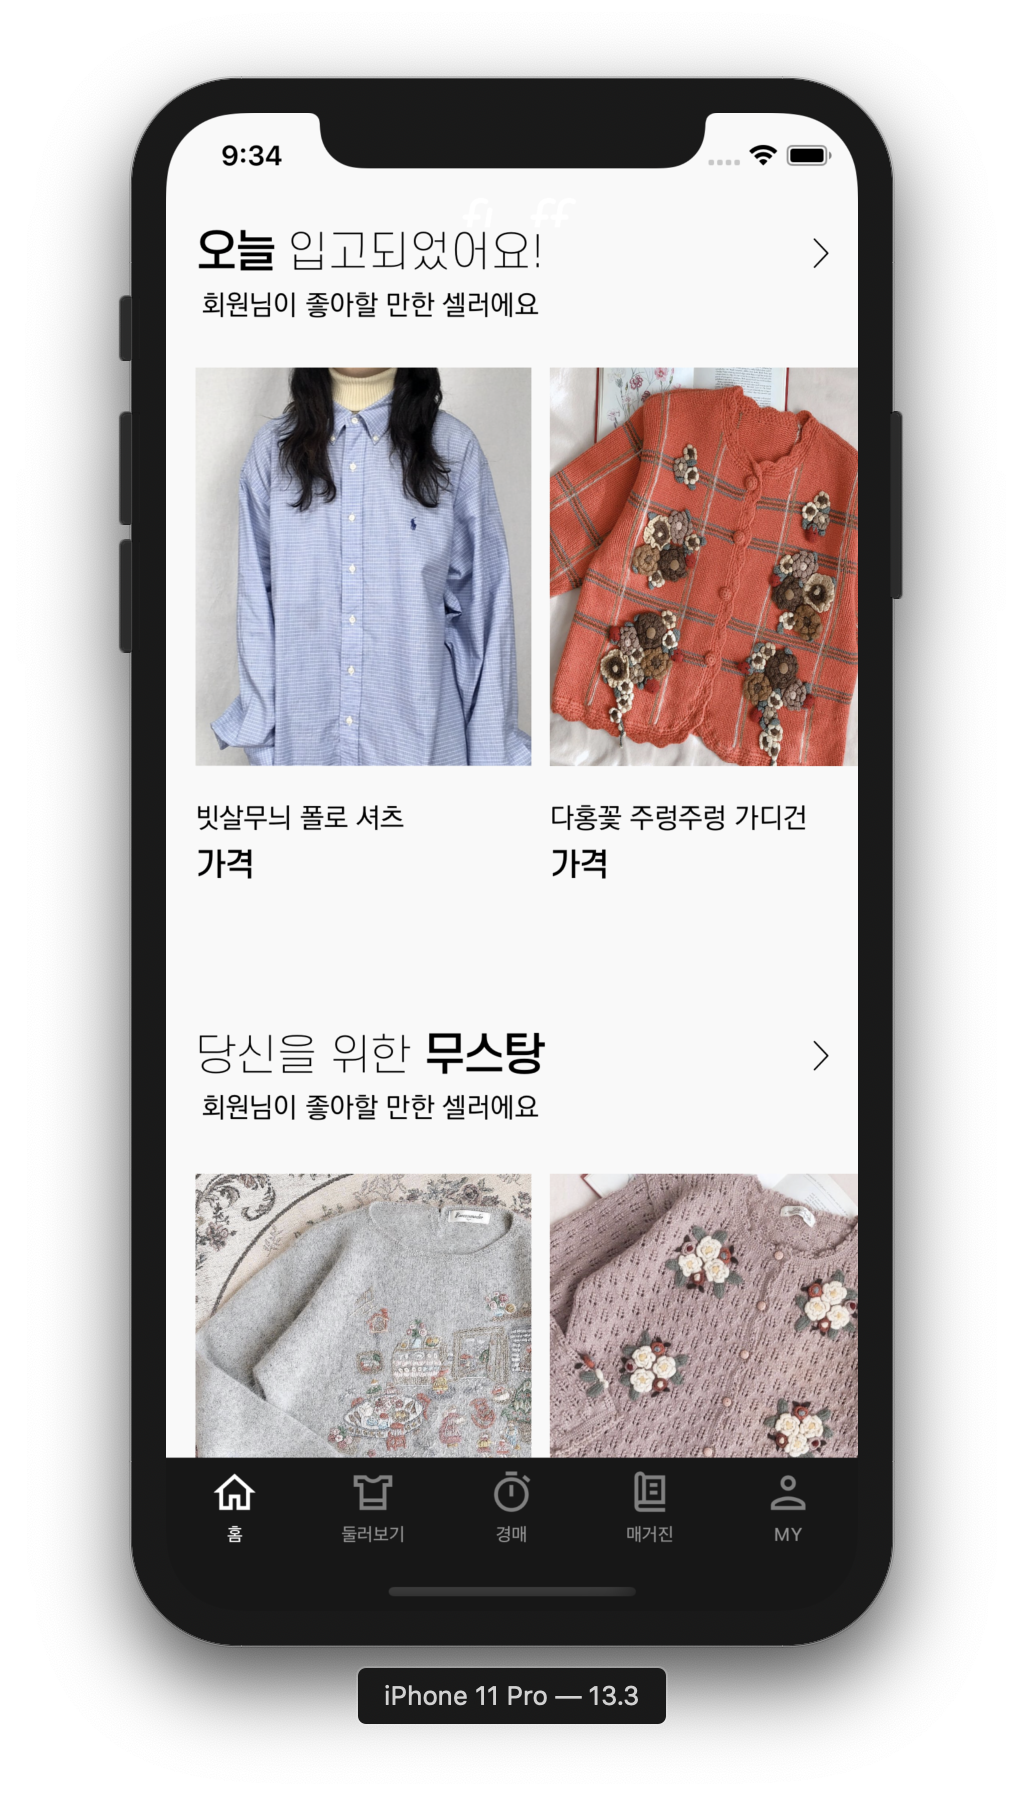 9:34
오늘 입고되었어요!
회원님이 좋아할 만한 셀러에요
빗살무늬 폴로 셔츠
가격
다홍꽃 주렁주렁 가디건
가격
당신을 위한 무스탕
회원님이 좋아할 만한 셀러에요
홈
둘러보기
경매
매거진
MY
iPhone 11 Pro — 13.3